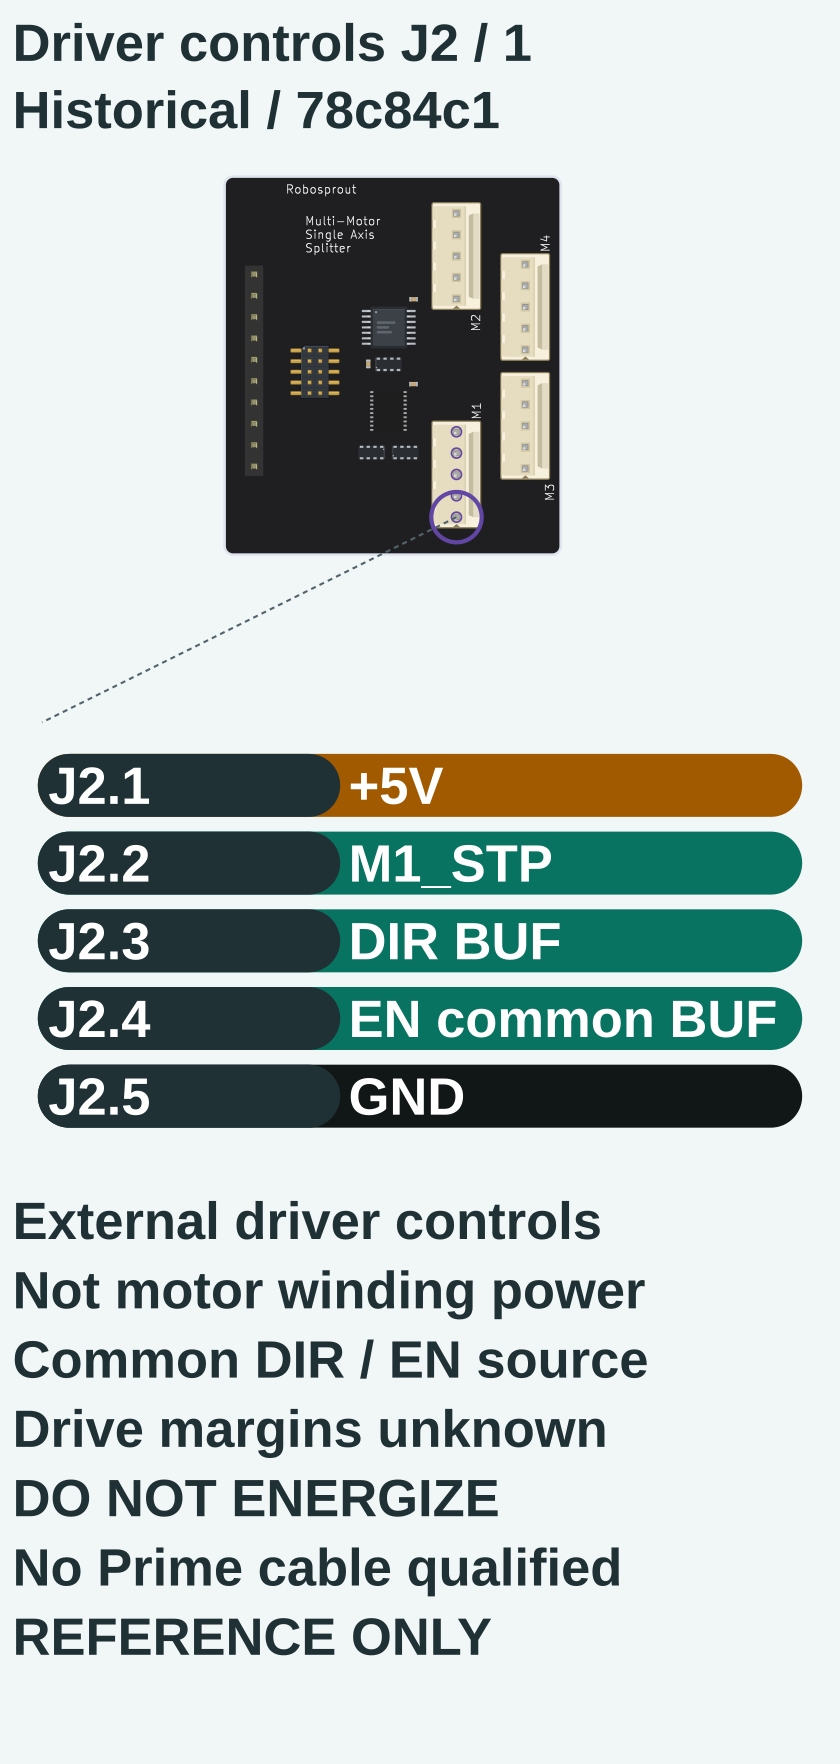 Driver controls J2 / 1
Historical / 78c84c1
Robosprout
Multi-Motor
Single Axis
Splitter
M4
M2
M1
M3
J2.1 +5V
J2.2 M1_STP
J2.3 DIR BUF
J2.4 EN common BUF
J2.5 GND
External driver controls
Not motor winding power
Common DIR / EN source
Drive margins unknown
DO NOT ENERGIZE
No Prime cable qualified
REFERENCE ONLY